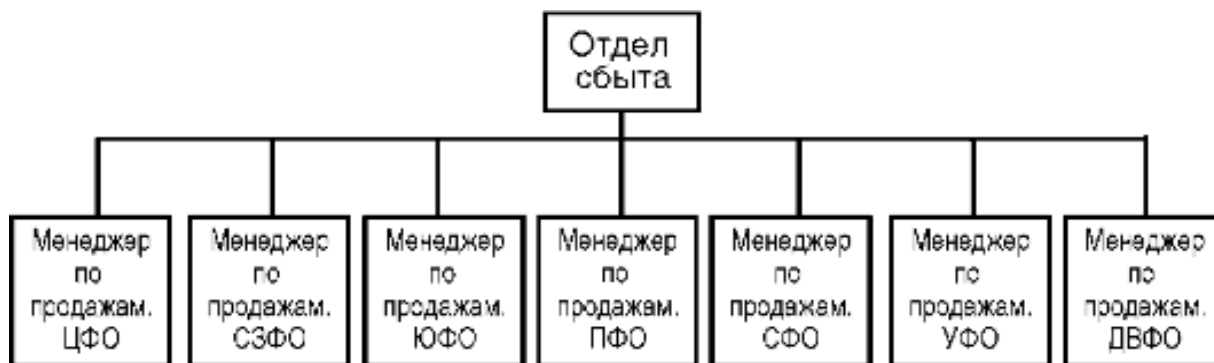 Отдел
сбыта
Менеджер
по
продажам.
ЦФО
Менеджер
по
продажам.
СЗФО
Менеджер
по
продажам.
ЮФО
Менеджер
по
продажам.
ПФО
Менеджер
по
продажам.
СФО
Менеджер
по
продажам.
УФО
Менеджер
по
продажам.
ДВФО